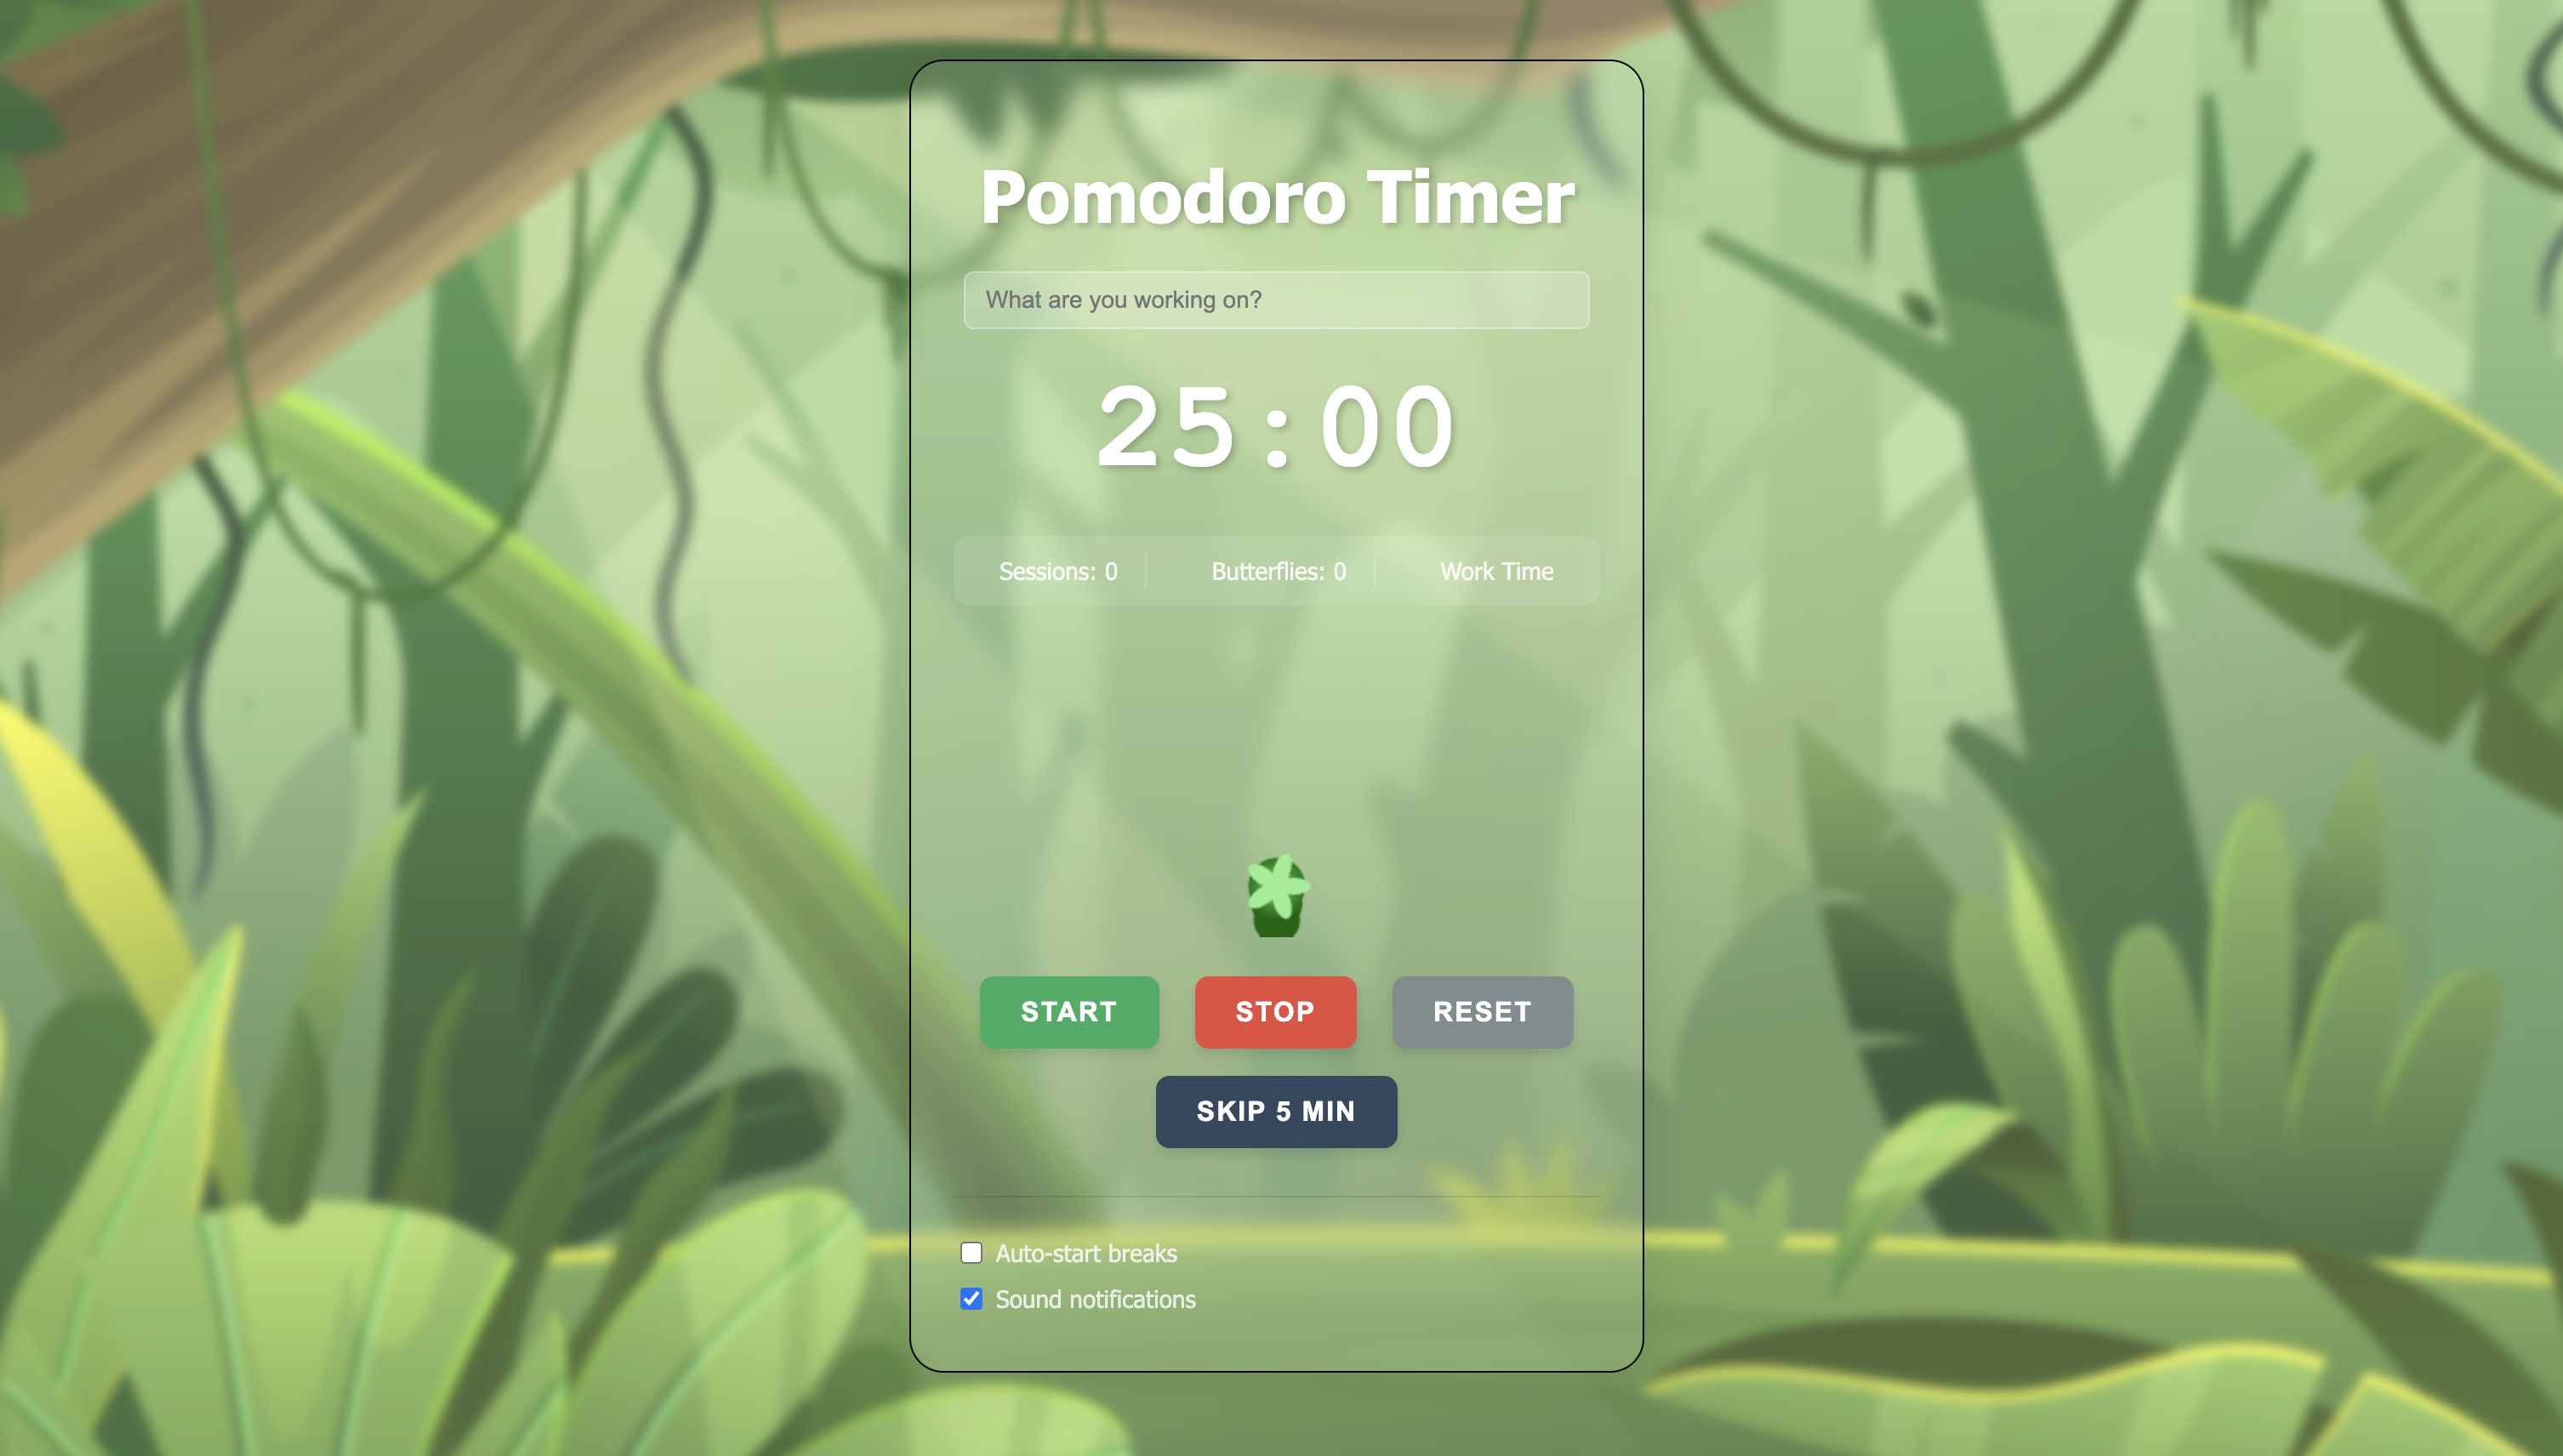 Pomodoro Timer
What are you working on?
25:00
Sessions: 0 Butterflies: 0 Work Time
START STOP RESET
SKIP 5 MIN
Auto-start breaks
Sound notifications